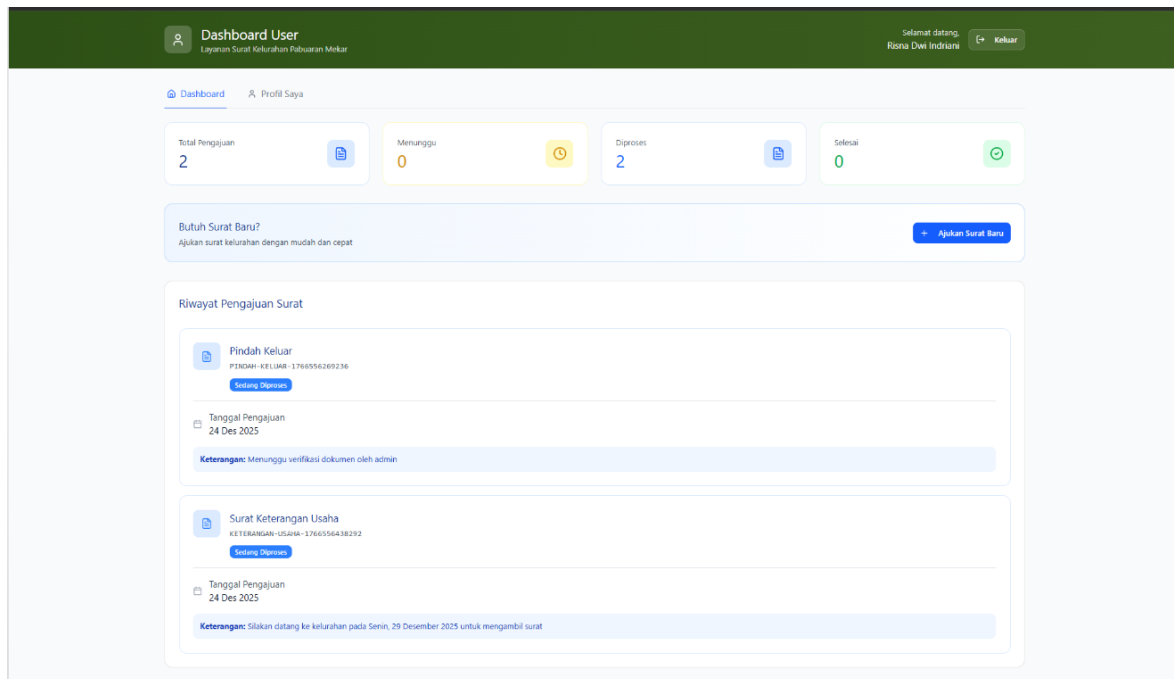 Dashboard User
Layanan Surat Kelurahan Pabuaran Mekar
Selamat datang,
Risna Dwi Indriani
Keluar
Dashboard
Profil Saya
Total Pengajuan
2
Menunggu
0
Diproses
2
Selesai
0
Butuh Surat Baru?
Ajukan surat kelurahan dengan mudah dan cepat
+ Ajukan Surat Baru
Riwayat Pengajuan Surat
Pindah Keluar
PINDAH-KELUAR-1766556269236
Sedang Diproses
Tanggal Pengajuan
24 Des 2025
Keterangan: Menunggu verifikasi dokumen oleh admin
Surat Keterangan Usaha
KETERANGAN-USAHA-1766556438292
Sedang Diproses
Tanggal Pengajuan
24 Des 2025
Keterangan: Silakan datang ke kelurahan pada Senin, 29 Desember 2025 untuk mengambil surat